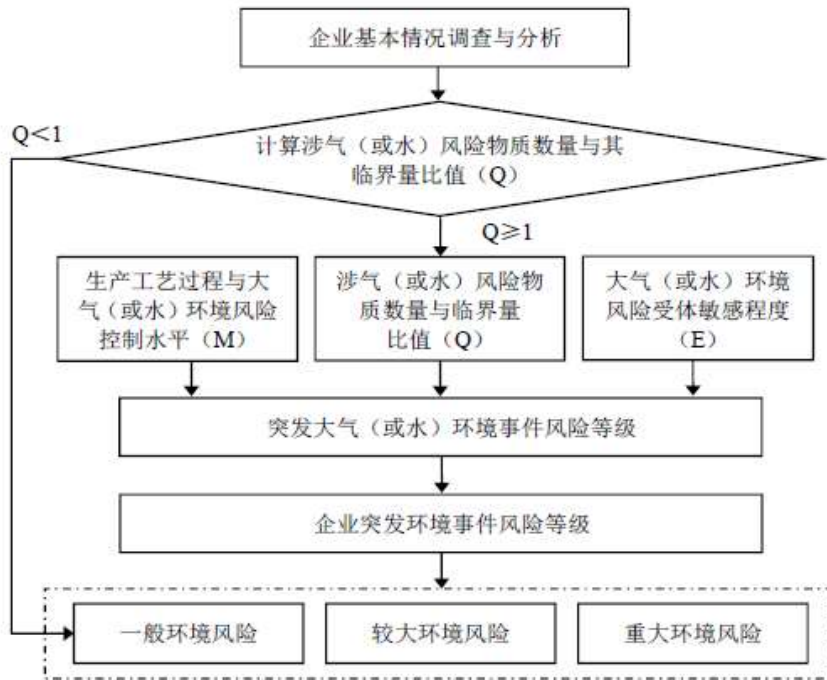 企业基本情况调查与分析
Q＜1
计算涉气（或水）风险物质数量与其
临界量比值（Q）
Q≥1
生产工艺过程与大
气（或水）环境风险
控制水平（M）
涉气（或水）风险物
质数量与临界量
比值（Q）
大气（或水）环境
风险受体敏感程度
（E）
突发大气（或水）环境事件风险等级
企业突发环境事件风险等级
一般环境风险
较大环境风险
重大环境风险